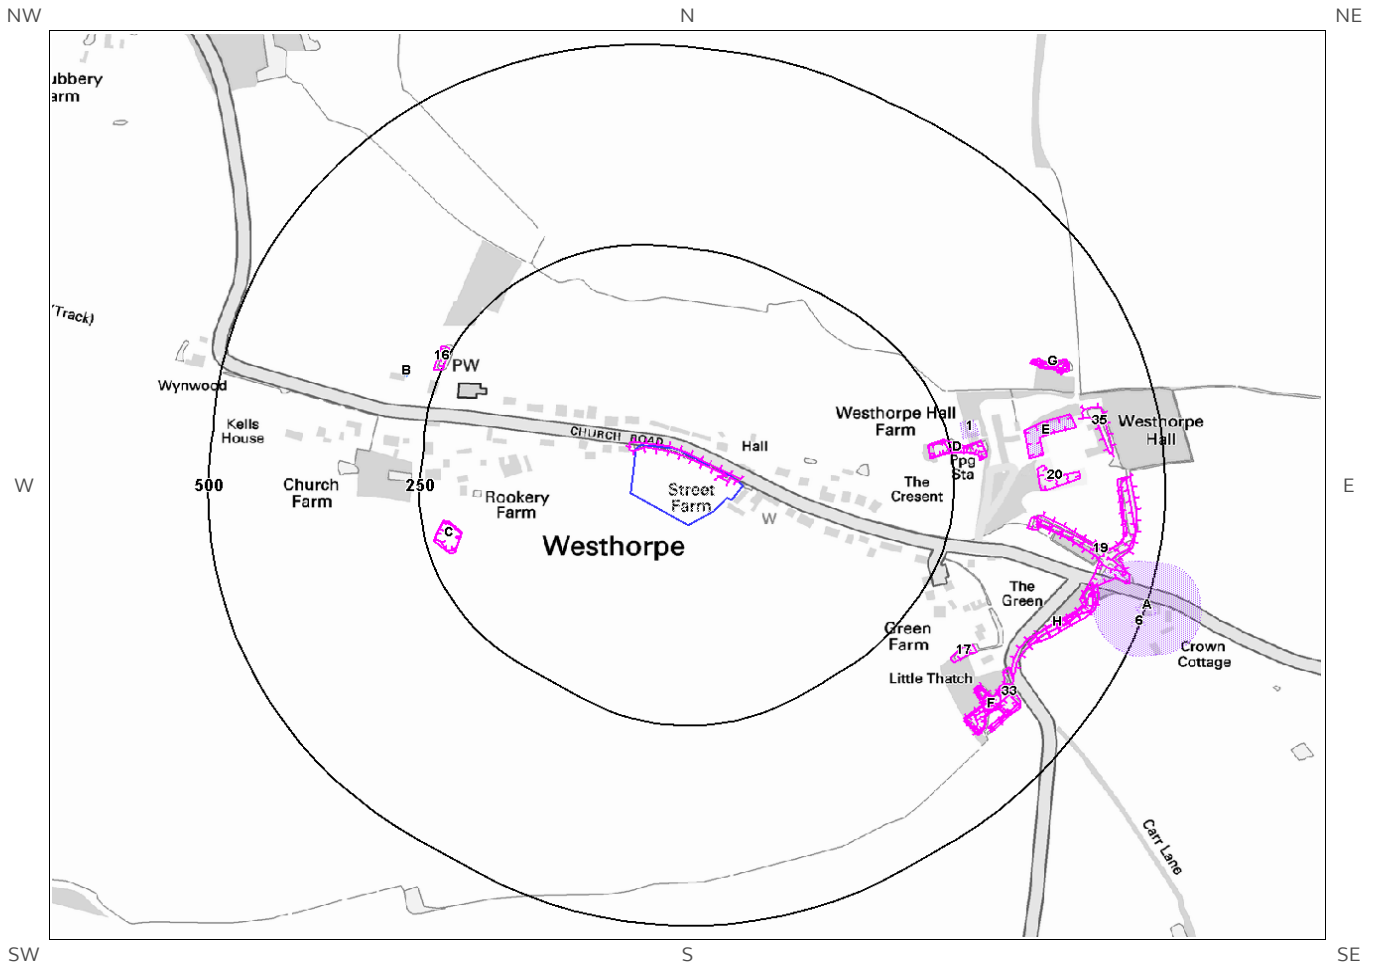 NW
N
NE
ubbery
arm
(Track)
16
PW
B
G
Wynwood
Westhorpe Hall
Farm
1
35
Westhorpe
Hall
Kells
House
CHURCH ROAD
E
Hall
D
Ppg
Sta
20
W
500
Church
Farm
250
Rookery
Farm
Street
Farm
The
Cresent
E
W
C
Westhorpe
19
The
Green
A
6
H
Green
Farm
17
Crown
Cottage
Little Thatch
33
F
Carr Lane
SW
S
SE